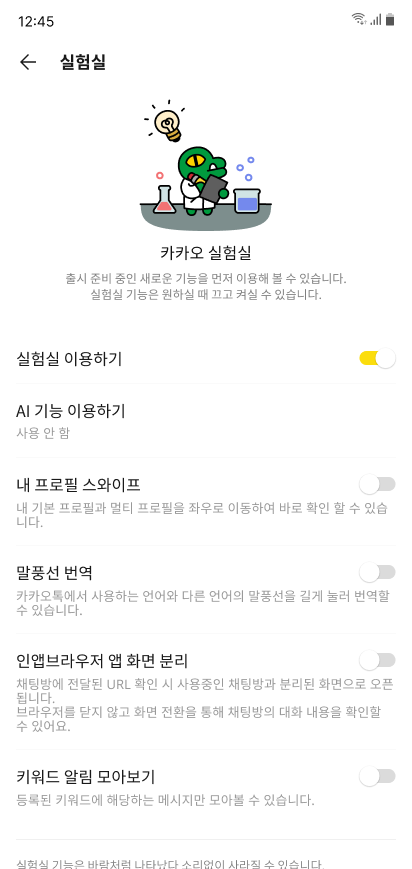 12:45
실험실
카카오 실험실
출시 준비 중인 새로운 기능을 먼저 이용해 볼 수 있습니다.
실험실 기능은 원하실 때 끄고 켜실 수 있습니다.
실험실 이용하기
AI 기능 이용하기
사용 안 함
내 프로필 스와이프
내 기본 프로필과 멀티 프로필을 좌우로 이동하여 바로 확인 할 수 있습
니다.
말풍선 번역
카카오톡에서 사용하는 언어와 다른 언어의 말풍선을 길게 눌러 번역할
수 있습니다.
인앱브라우저 앱 화면 분리
채팅방에 전달된 URL 확인 시 사용중인 채팅방과 분리된 화면으로 오픈
됩니다.
브라우저를 닫지 않고 화면 전환을 통해 채팅방의 대화 내용을 확인할
수 있어요.
키워드 알림 모아보기
등록된 키워드에 해당하는 메시지만 모아볼 수 있습니다.
실험실 기능은 바람처럼 나타났다 소리없이 사라질 수 있습니다.